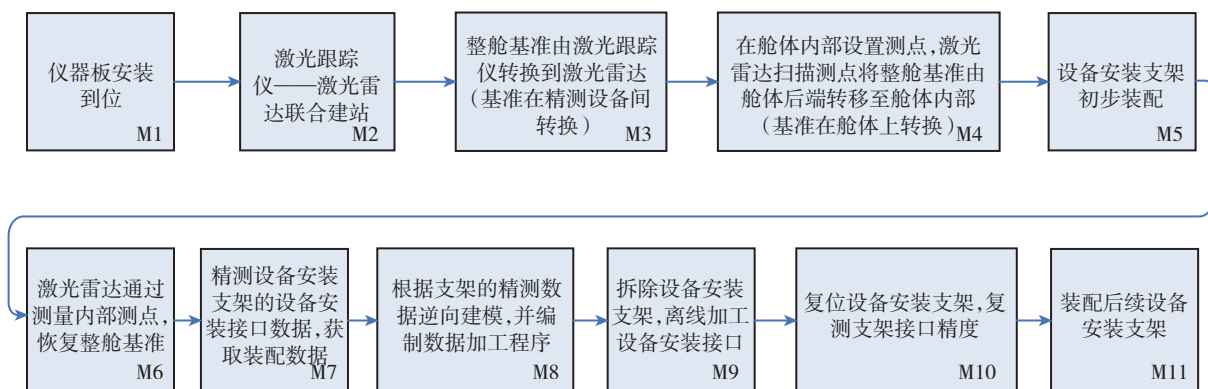 仪器板安装
到位
M1
激光跟踪
仪——激光雷
达联合建站
M2
整舱基准由激光跟踪
仪转换到激光雷达
(基准在精测设备间
转换)
M3
在舱体内部设置测点,激光
雷达扫描测点将整舱基准由
舱体后端转移至舱体内部
(基准在舱体上转换)
M4
设备安装支架
初步装配
M5
激光雷达通过
测量内部测点,
恢复整舱基准
M6
精测设备安装
支架的设备安
装接口数据,获
取装配数据
M7
根据支架的精测数
据逆向建模,并编
制数据加工程序
M8
拆除设备安装
支架,离线加工
设备安装接口
M9
复位设备安装支架,复
测支架接口精度
M10
装配后续设备
安装支架
M11